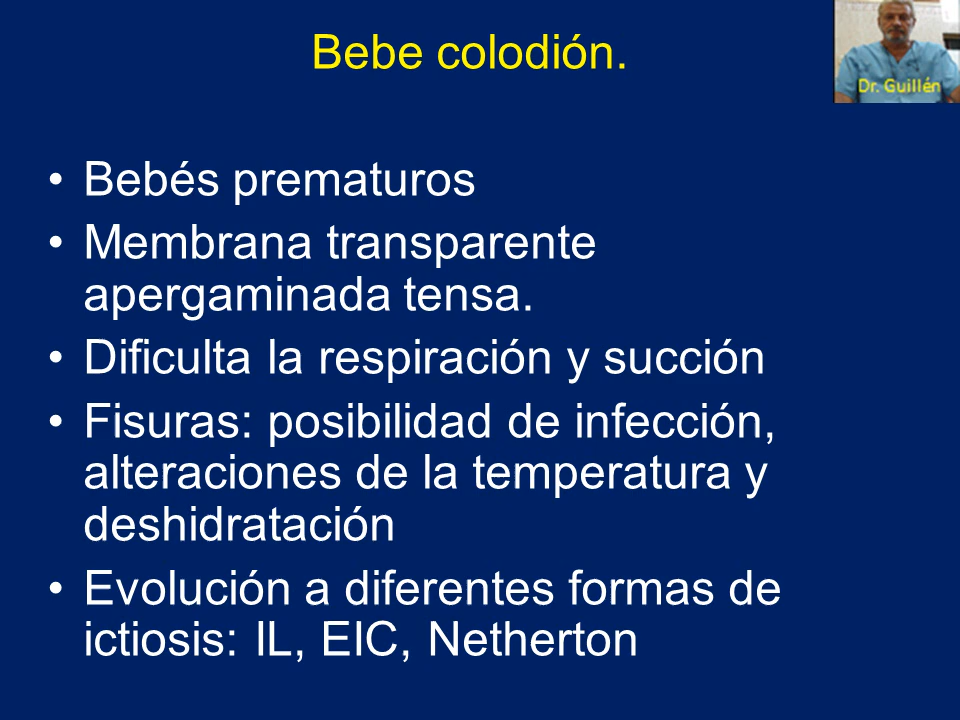 Bebe colodión.
Dr. Guillén
• Bebés prematuros
• Membrana transparente
apergaminada tensa.
• Dificulta la respiración y succión
• Fisuras: posibilidad de infección,
alteraciones de la temperatura y
deshidratación
• Evolución a diferentes formas de
ictiosis: IL, EIC, Netherton